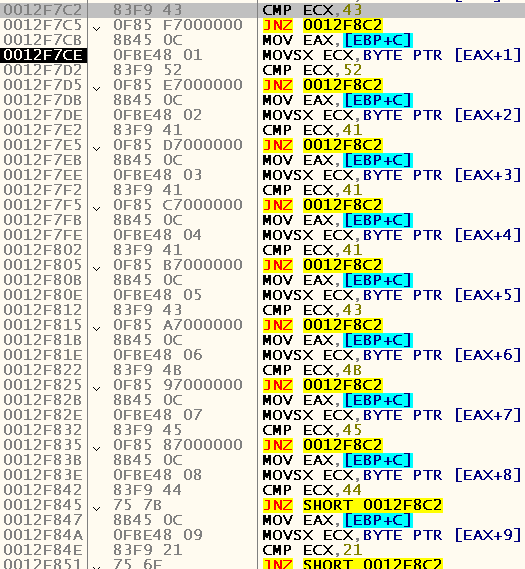 0012F7C2 83F9 43 CMP ECX,43
0012F7C5 0F85 F7000000 JNZ 0012F8C2
0012F7CB 8B45 0C MOV EAX,[EBP+C]
0012F7CE 0FBE48 01 MOVSX ECX,BYTE PTR [EAX+1]
0012F7D2 83F9 52 CMP ECX,52
0012F7D5 0F85 E7000000 JNZ 0012F8C2
0012F7DB 8B45 0C MOV EAX,[EBP+C]
0012F7DE 0FBE48 02 MOVSX ECX,BYTE PTR [EAX+2]
0012F7E2 83F9 41 CMP ECX,41
0012F7E5 0F85 D7000000 JNZ 0012F8C2
0012F7EB 8B45 0C MOV EAX,[EBP+C]
0012F7EE 0FBE48 03 MOVSX ECX,BYTE PTR [EAX+3]
0012F7F2 83F9 41 CMP ECX,41
0012F7F5 0F85 C7000000 JNZ 0012F8C2
0012F7FB 8B45 0C MOV EAX,[EBP+C]
0012F7FE 0FBE48 04 MOVSX ECX,BYTE PTR [EAX+4]
0012F802 83F9 41 CMP ECX,41
0012F805 0F85 B7000000 JNZ 0012F8C2
0012F80B 8B45 0C MOV EAX,[EBP+C]
0012F80E 0FBE48 05 MOVSX ECX,BYTE PTR [EAX+5]
0012F812 83F9 43 CMP ECX,43
0012F815 0F85 A7000000 JNZ 0012F8C2
0012F81B 8B45 0C MOV EAX,[EBP+C]
0012F81E 0FBE48 06 MOVSX ECX,BYTE PTR [EAX+6]
0012F822 83F9 4B CMP ECX,4B
0012F825 0F85 97000000 JNZ 0012F8C2
0012F82B 8B45 0C MOV EAX,[EBP+C]
0012F82E 0FBE48 07 MOVSX ECX,BYTE PTR [EAX+7]
0012F832 83F9 45 CMP ECX,45
0012F835 0F85 87000000 JNZ 0012F8C2
0012F83B 8B45 0C MOV EAX,[EBP+C]
0012F83E 0FBE48 08 MOVSX ECX,BYTE PTR [EAX+8]
0012F842 83F9 44 CMP ECX,44
0012F845 75 7B JNZ SHORT 0012F8C2
0012F847 8B45 0C MOV EAX,[EBP+C]
0012F84A 0FBE48 09 MOVSX ECX,BYTE PTR [EAX+9]
0012F84E 83F9 21 CMP ECX,21
0012F851 75 6F JNZ SHORT 0012F8C2